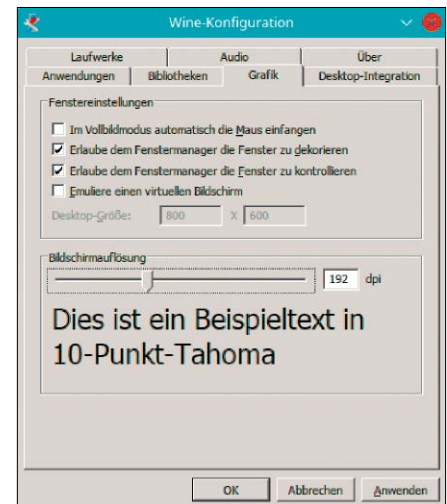 Wine-Konfiguration
Laufwerke Audio Über
Anwendungen Bibliotheken Grafik Desktop-Integration
Fenstereinstellungen
Im Vollbildmodus automatisch die Maus einfangen
Erlaube dem Fenstermanager die Fenster zu dekorieren
Erlaube dem Fenstermanager die Fenster zu kontrollieren
Emuliere einen virtuellen Bildschirm
Desktop-Größe: 800 X 600
Bildschirmauflösung
192 dpi
Dies ist ein Beispieltext in
10-Punkt-Tahoma
OK Abbrechen Anwenden